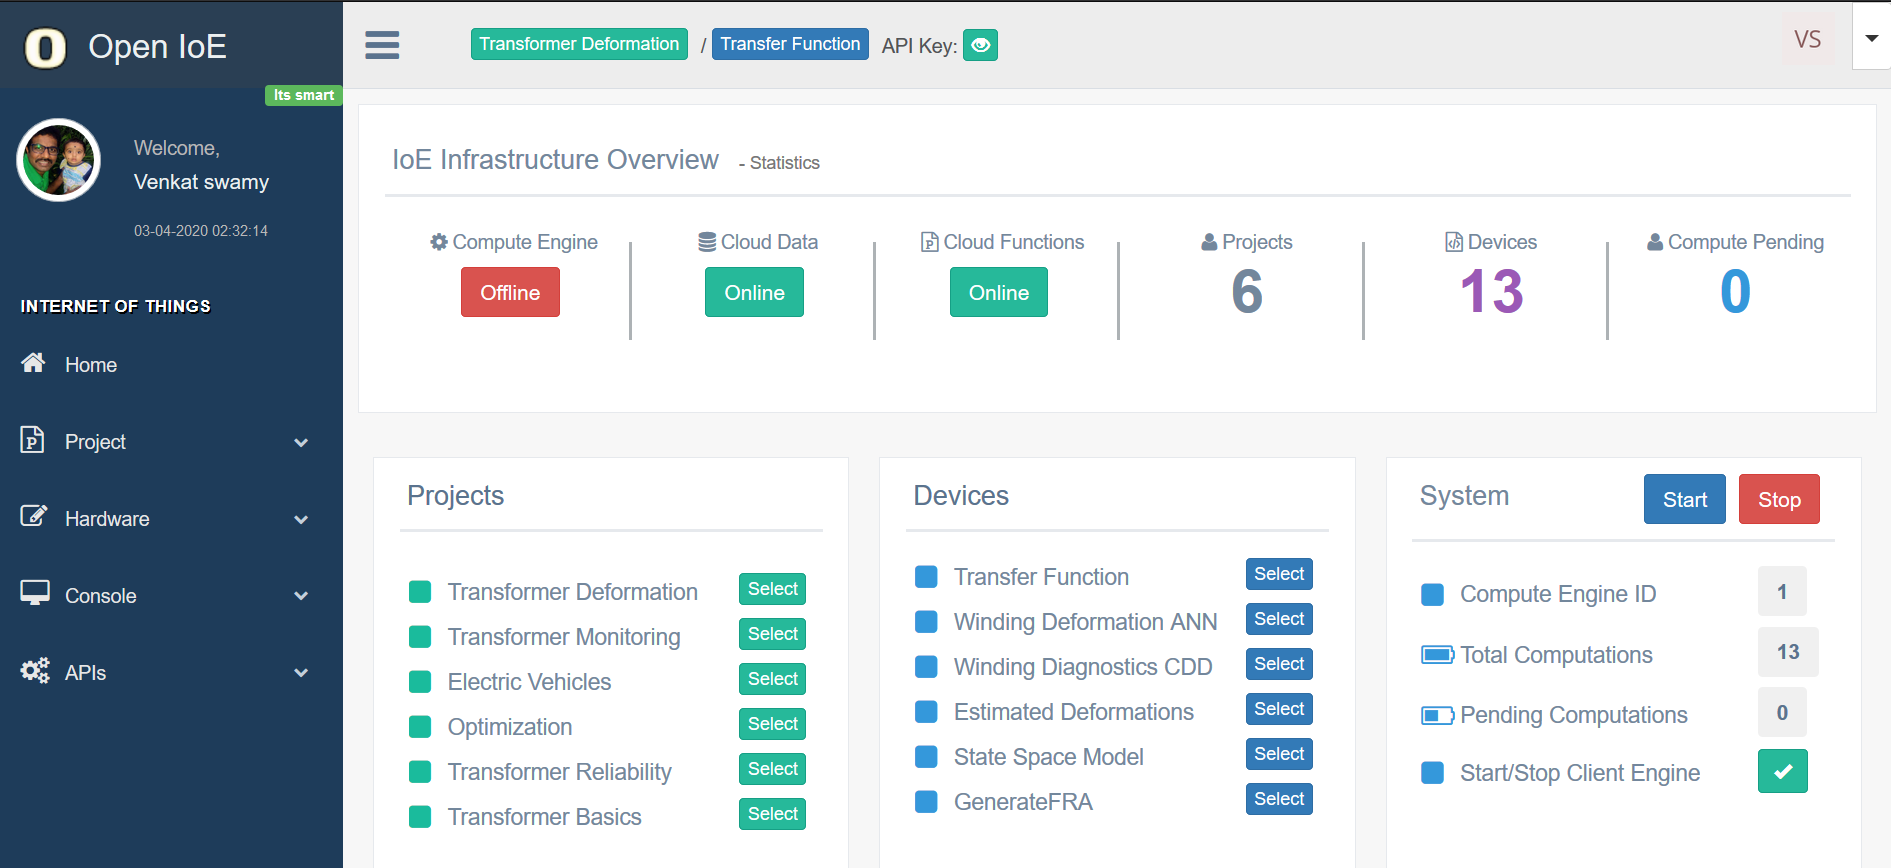 Open IoE
Its smart
Welcome,
Venkat swamy
03-04-2020 02:32:14
INTERNET OF THINGS
Home
Project
Hardware
Console
APIs
Transformer Deformation / Transfer Function API Key:
VS
IoE Infrastructure Overview - Statistics
Compute Engine
Offline
Cloud Data
Online
Cloud Functions
Online
Projects
6
Devices
13
Compute Pending
0
Projects
Transformer Deformation Select
Transformer Monitoring Select
Electric Vehicles Select
Optimization Select
Transformer Reliability Select
Transformer Basics Select
Devices
Transfer Function Select
Winding Deformation ANN Select
Winding Diagnostics CDD Select
Estimated Deformations Select
State Space Model Select
GenerateFRA Select
System Start Stop
Compute Engine ID 1
Total Computations 13
Pending Computations 0
Start/Stop Client Engine